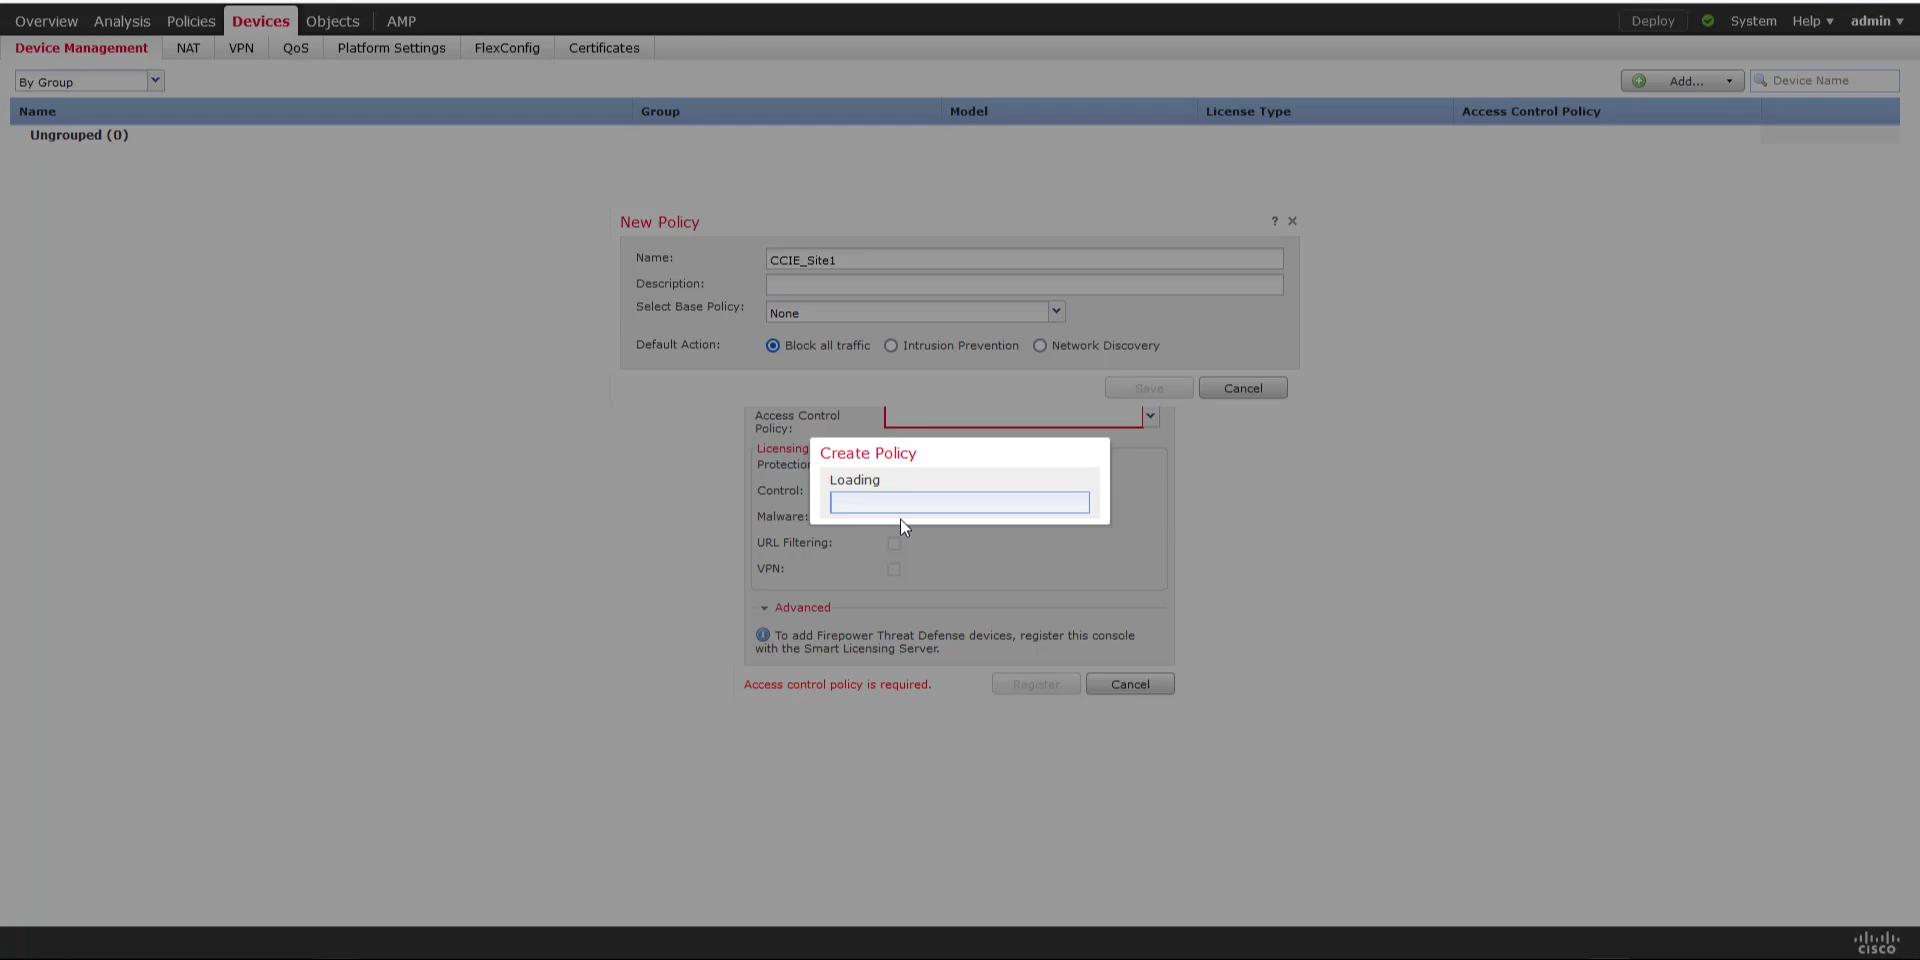 Overview Analysis Policies Devices Objects AMP Deploy System Help admin
Device Management NAT VPN QoS Platform Settings FlexConfig Certificates
By Group Add... Device Name
Name Group Model License Type Access Control Policy
Ungrouped (0)
New Policy ?
Name: CCIE_Site1
Description:
Select Base Policy: None
Default Action: Block all traffic Intrusion Prevention Network Discovery
Save Cancel
Access Control
Policy:
Licensing
Protection
Control:
Malware:
Create Policy
Loading
URL Filtering:
VPN:
Advanced
To add Firepower Threat Defense devices, register this console
with the Smart Licensing Server.
Access control policy is required. Register Cancel
CISCO